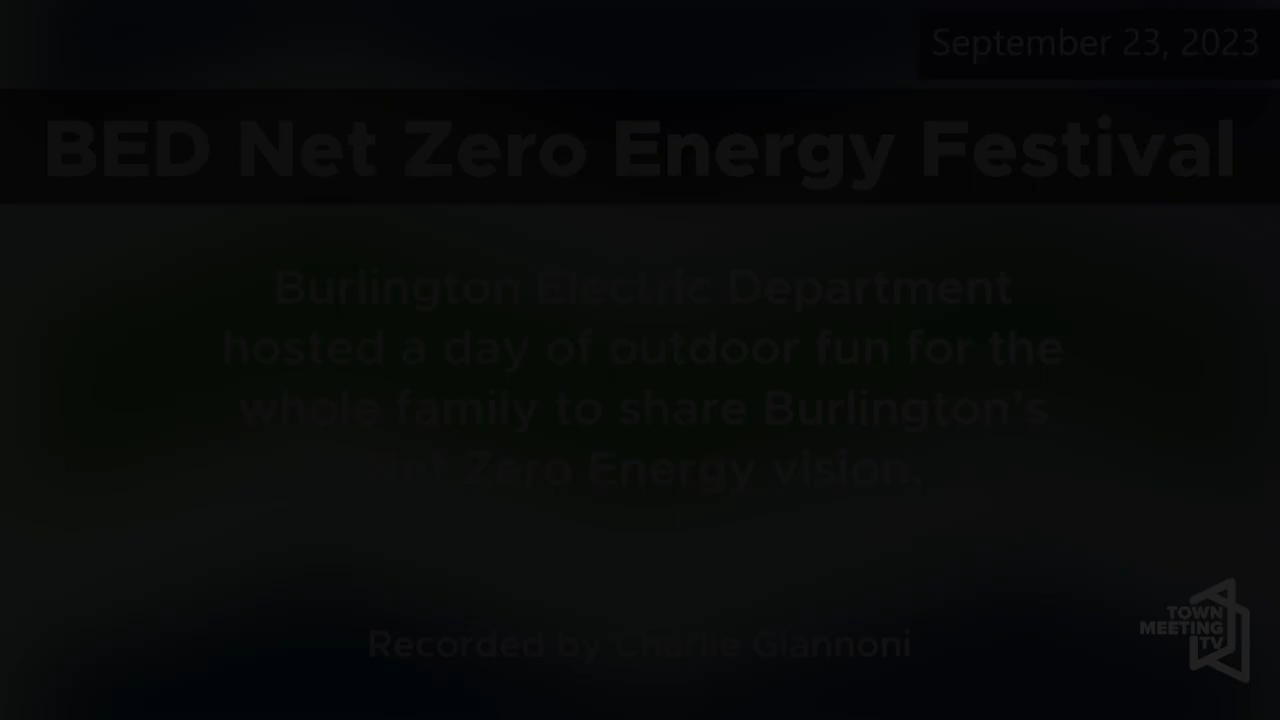 September 23, 2023
BED Net Zero Energy Festival
Burlington Electric Department
hosted a day of outdoor fun for the
whole family to share Burlington's
Net Zero Energy vision.
Recorded by Charlie Giannoni
TOWN
MEETING
TV